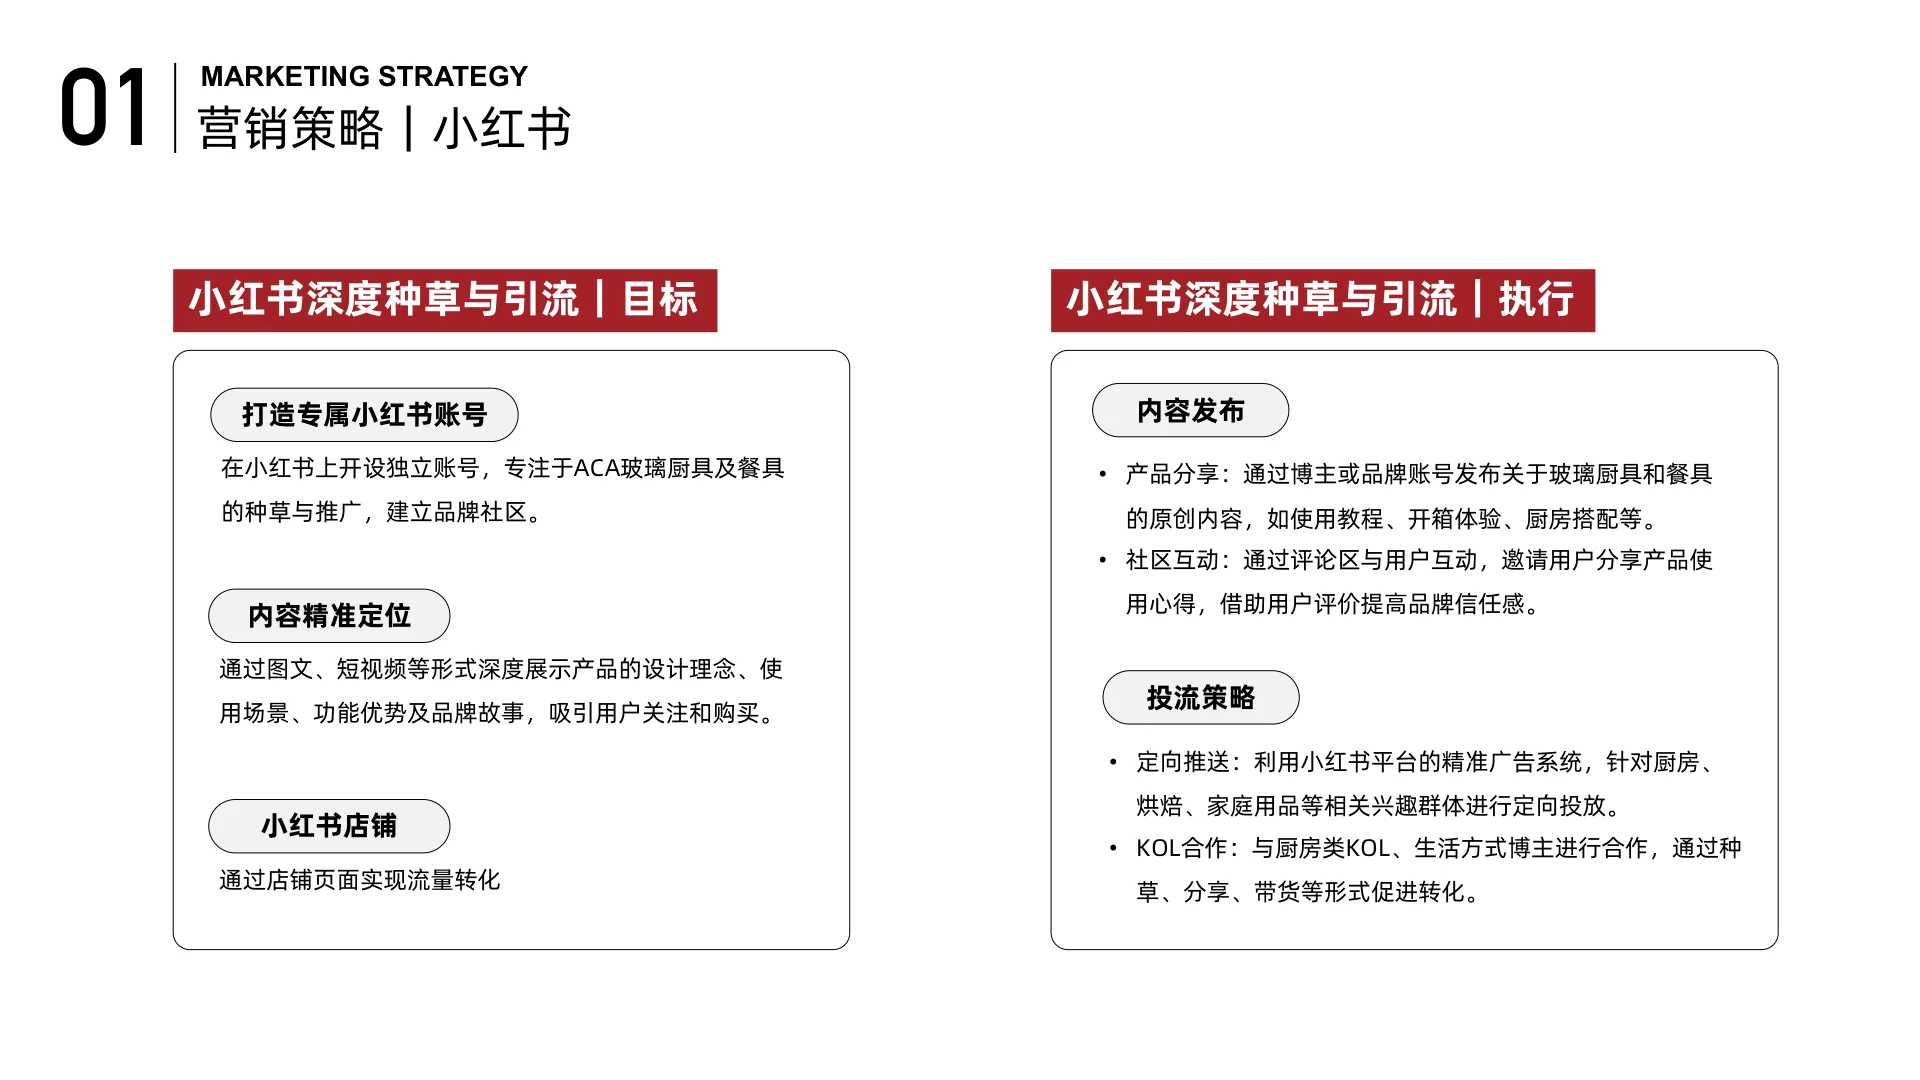 01
MARKETING STRATEGY
营销策略｜小红书
小红书深度种草与引流｜目标
打造专属小红书账号
在小红书上开设独立账号，专注于ACA玻璃厨具及餐具
的种草与推广，建立品牌社区。
内容精准定位
通过图文、短视频等形式深度展示产品的设计理念、使
用场景、功能优势及品牌故事，吸引用户关注和购买。
小红书店铺
通过店铺页面实现流量转化
小红书深度种草与引流｜执行
内容发布
• 产品分享：通过博主或品牌账号发布关于玻璃厨具和餐具
的原创内容，如使用教程、开箱体验、厨房搭配等。
• 社区互动：通过评论区与用户互动，邀请用户分享产品使
用心得，借助用户评价提高品牌信任感。
投流策略
• 定向推送：利用小红书平台的精准广告系统，针对厨房、
烘焙、家庭用品等相关兴趣群体进行定向投放。
• KOL合作：与厨房类KOL、生活方式博主进行合作，通过种
草、分享、带货等形式促进转化。